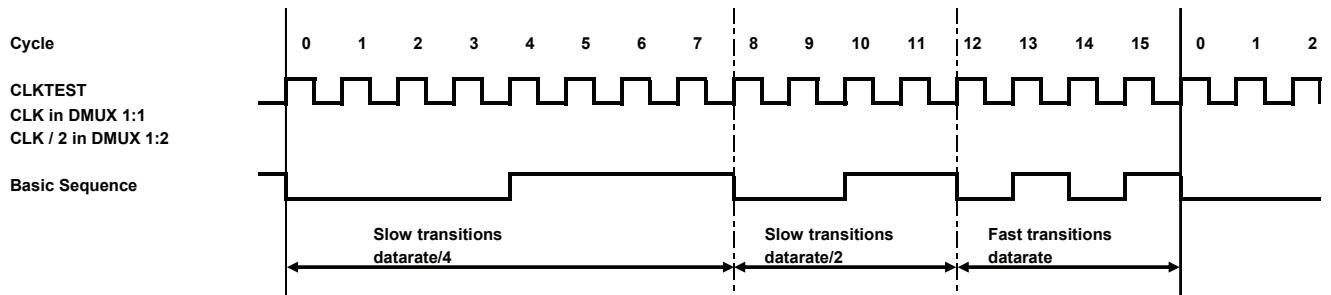 Cycle 0 1 2 3 4 5 6 7 8 9 10 11 12 13 14 15 0 1 2
CLKTEST
CLK in DMUX 1:1
CLK / 2 in DMUX 1:2
Basic Sequence
Slow transitions Slow transitions Fast transitions
datarate/4 datarate/2 datarate